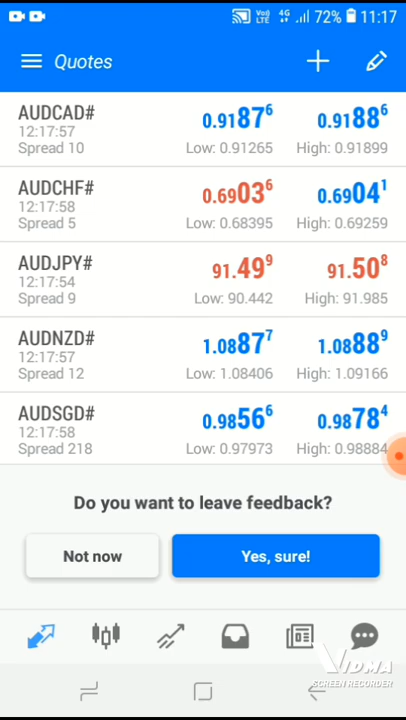 VoD LTE 4G 72% 11:17
Quotes
AUDCAD#
12:17:57
Spread 10
0.91876
0.91886
Low: 0.91265
High: 0.91899
AUDCHF#
12:17:58
Spread 5
0.69036
0.69041
Low: 0.68395
High: 0.69259
AUDJPY#
12:17:54
Spread 9
91.499
91.508
Low: 90.442
High: 91.985
AUDNZD#
12:17:57
Spread 12
1.08877
1.08889
Low: 1.08406
High: 1.09166
AUDSGD#
12:17:58
Spread 218
0.98566
0.98784
Low: 0.97973
High: 0.98884
Do you want to leave feedback?
Not now
Yes, sure!
VIDMA
SCREEN RECORDER